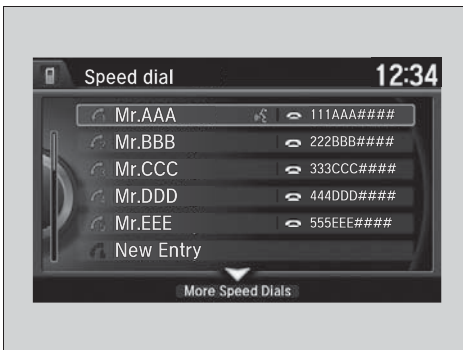 Speed dial 12:34
Mr.AAA 111AAA####
Mr.BBB 222BBB####
Mr.CCC 333CCC####
Mr.DDD 444DDD####
Mr.EEE 555EEE####
New Entry
More Speed Dials